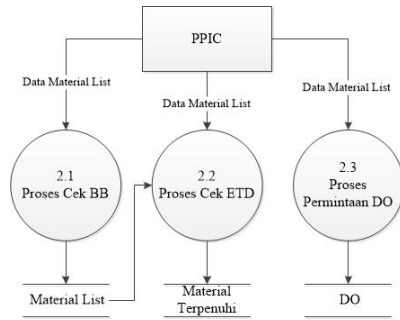 PPIC
Data Material List
Data Material List
Data Material List
2.1
Proses Cek BB
2.2
Proses Cek ETD
2.3
Proses
Permintaan DO
Material List
Material
Terpenuhi
DO